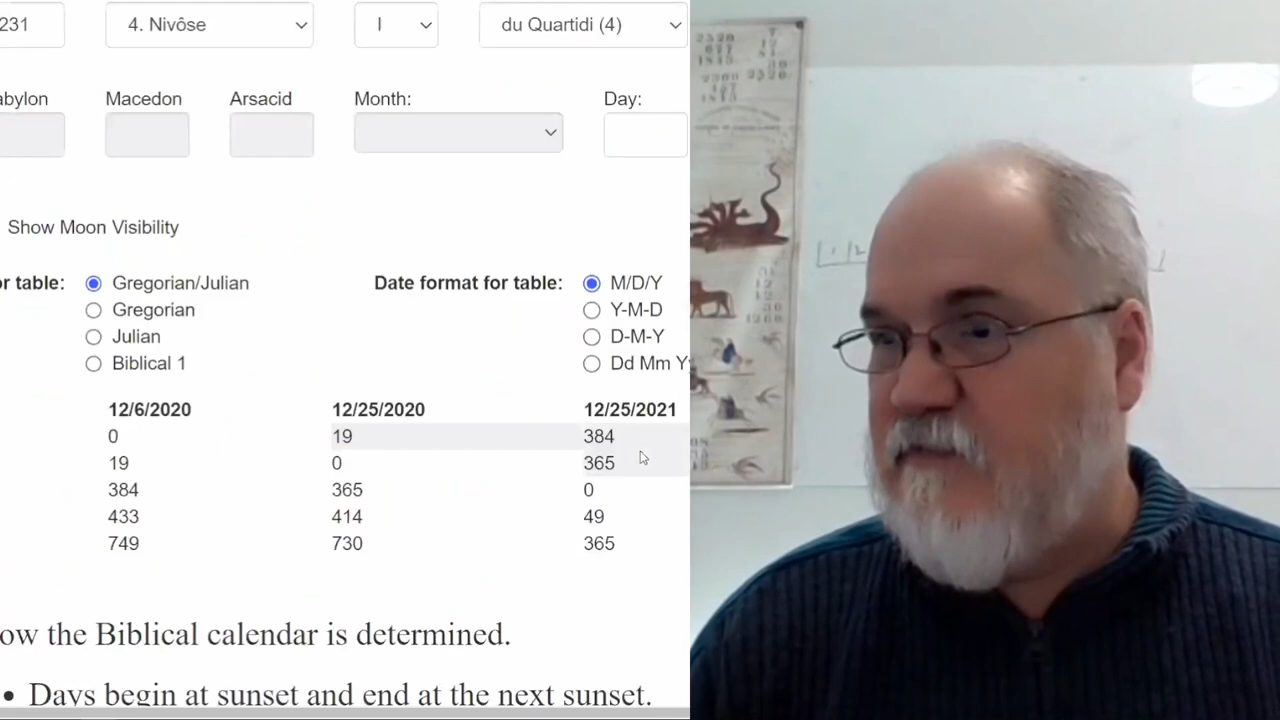 231 4. Nivôse I du Quartidi (4)
abylon Macedon Arsacid Month: Day:
Show Moon Visibility
or table: Gregorian/Julian Date format for table: M/D/Y
Gregorian Y-M-D
Julian D-M-Y
Biblical 1 Dd Mm Y
12/6/2020 12/25/2020 12/25/2021
0 19 384
19 0 365
384 365 0
433 414 49
749 730 365
ow the Biblical calendar is determined.
• Days begin at sunset and end at the next sunset.
2520